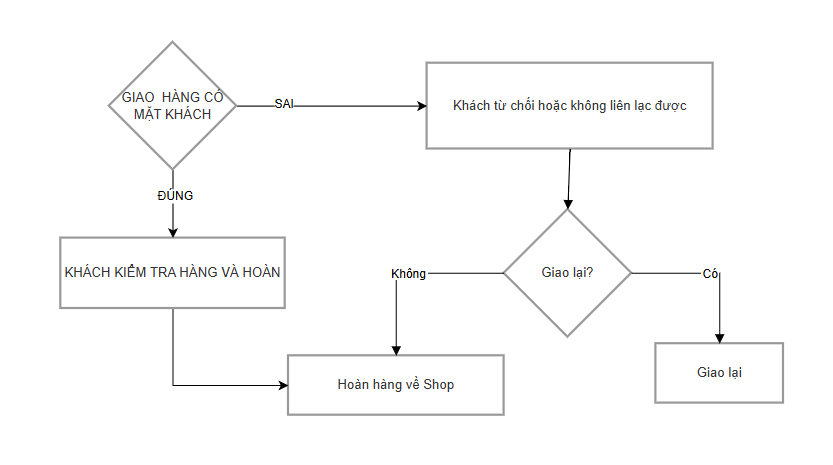 GIAO HÀNG CÓ
MẶT KHÁCH
SAI
Khách từ chối hoặc không liên lạc được
ĐÚNG
KHÁCH KIỂM TRA HÀNG VÀ HOÀN
Không
Giao lại?
Có
Hoàn hàng về Shop
Giao lại